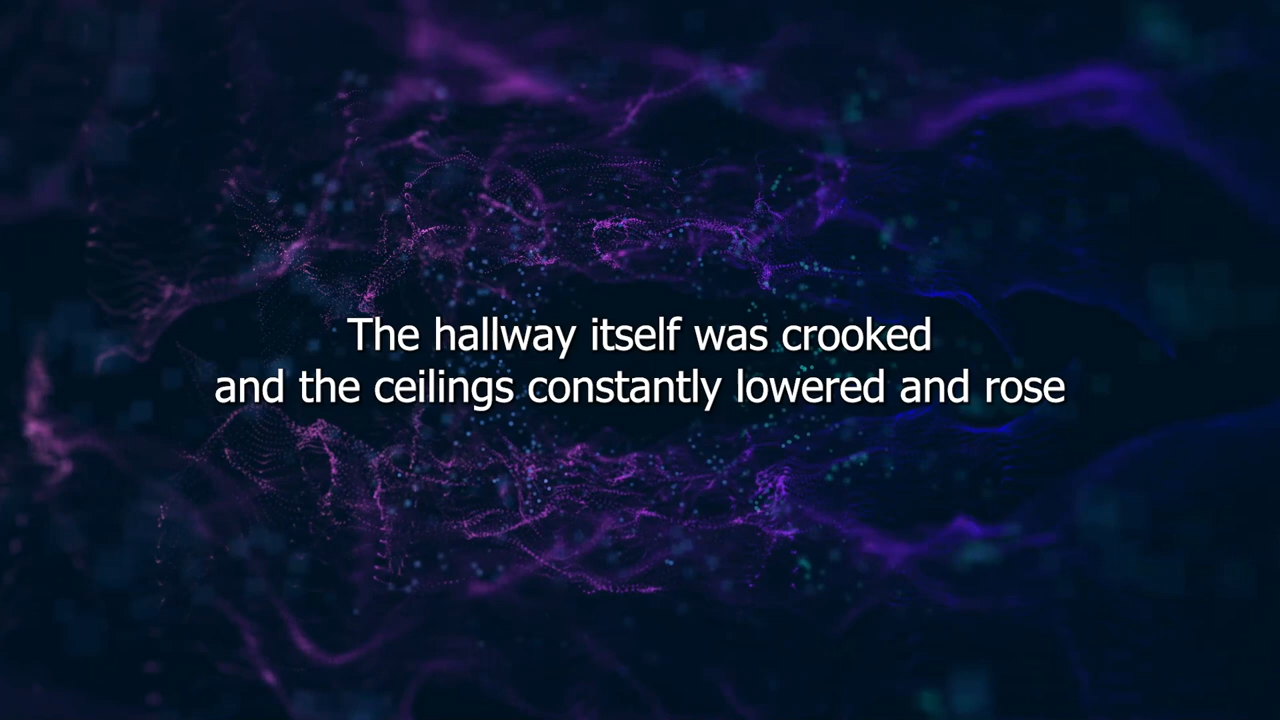 The hallway itself was crooked
and the ceilings constantly lowered and rose